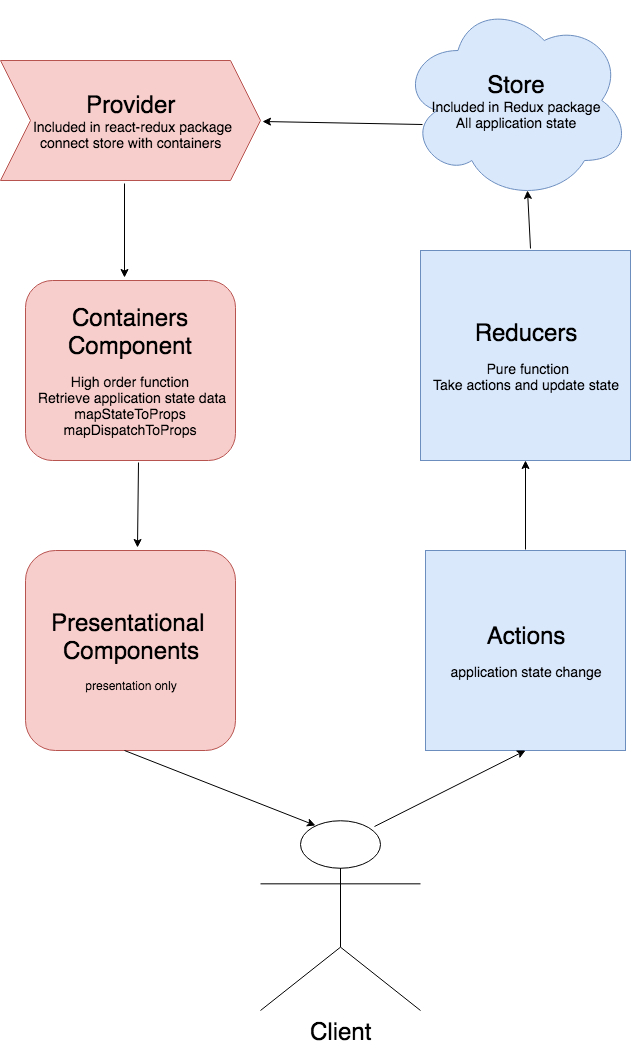 Provider
Included in react-redux package
connect store with containers
Store
Included in Redux package
All application state
Containers
Component
High order function
Retrieve application state data
mapStateToProps
mapDispatchToProps
Reducers
Pure function
Take actions and update state
Presentational
Components
presentation only
Actions
application state change
Client